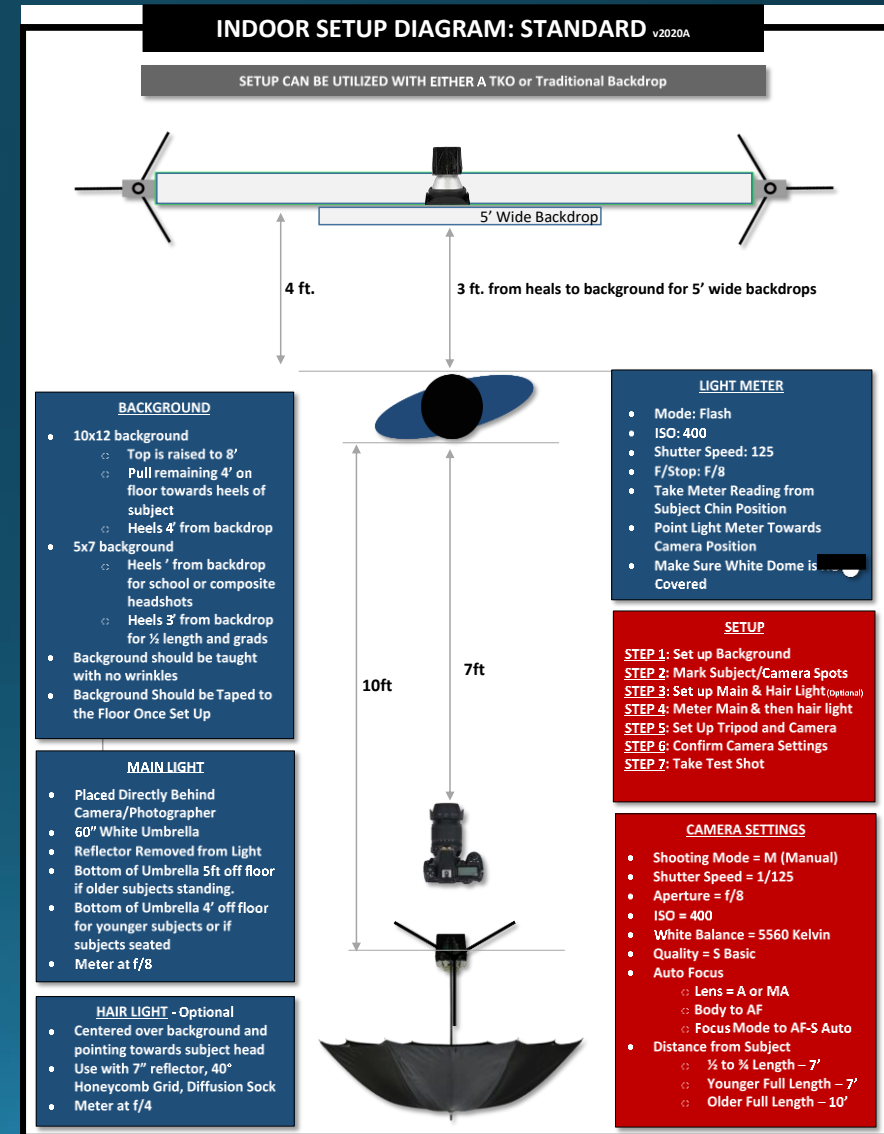 INDOOR SETUP DIAGRAM: STANDARD v2020A
SETUP CAN BE UTILIZED WITH EITHER A TKO or Traditional Backdrop
5’ Wide Backdrop
4 ft.
3 ft. from heals to background for 5’ wide backdrops
BACKGROUND
10x12 background
Top is raised to 8’
Pull remaining 4’ on
floor towards heels of
subject
Heels 4’ from backdrop
5x7 background
Heels ’ from backdrop
for school or composite
headshots
Heels 3’ from backdrop
for ½ length and grads
Background should be taught
with no wrinkles
Background Should be Taped to
the Floor Once Set Up
LIGHT METER
Mode: Flash
ISO: 400
Shutter Speed: 125
F/Stop: F/8
Take Meter Reading from
Subject Chin Position
Point Light Meter Towards
Camera Position
Make Sure White Dome is
Covered
10ft
7ft
SETUP
STEP 1: Set up Background
STEP 2: Mark Subject/Camera Spots
STEP 3: Set up Main & Hair Light (Optional)
STEP 4: Meter Main & then hair light
STEP 5: Set Up Tripod and Camera
STEP 6: Confirm Camera Settings
STEP 7: Take Test Shot
MAIN LIGHT
Placed Directly Behind
Camera/Photographer
60” White Umbrella
Reflector Removed from Light
Bottom of Umbrella 5ft off floor
if older subjects standing.
Bottom of Umbrella 4’ off floor
for younger subjects or if
subjects seated
Meter at f/8
CAMERA SETTINGS
Shooting Mode = M (Manual)
Shutter Speed = 1/125
Aperture = f/8
ISO = 400
White Balance = 5560 Kelvin
Quality = S Basic
Auto Focus
Lens = A or MA
Body to AF
Focus Mode to AF-S Auto
Distance from Subject
½ to ¾ Length – 7’
Younger Full Length – 7’
Older Full Length – 10’
HAIR LIGHT - Optional
Centered over background and
pointing towards subject head
Use with 7” reflector, 40°
Honeycomb Grid, Diffusion Sock
Meter at f/4